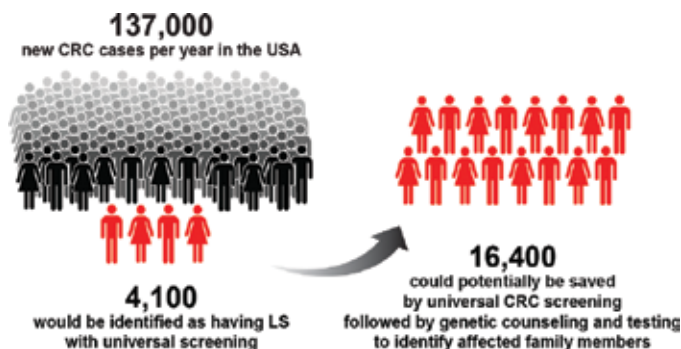 137,000
new CRC cases per year in the USA
4,100
would be identified as having LS
with universal screening
16,400
could potentially be saved
by universal CRC screening
followed by genetic counseling and testing
to identify affected family members